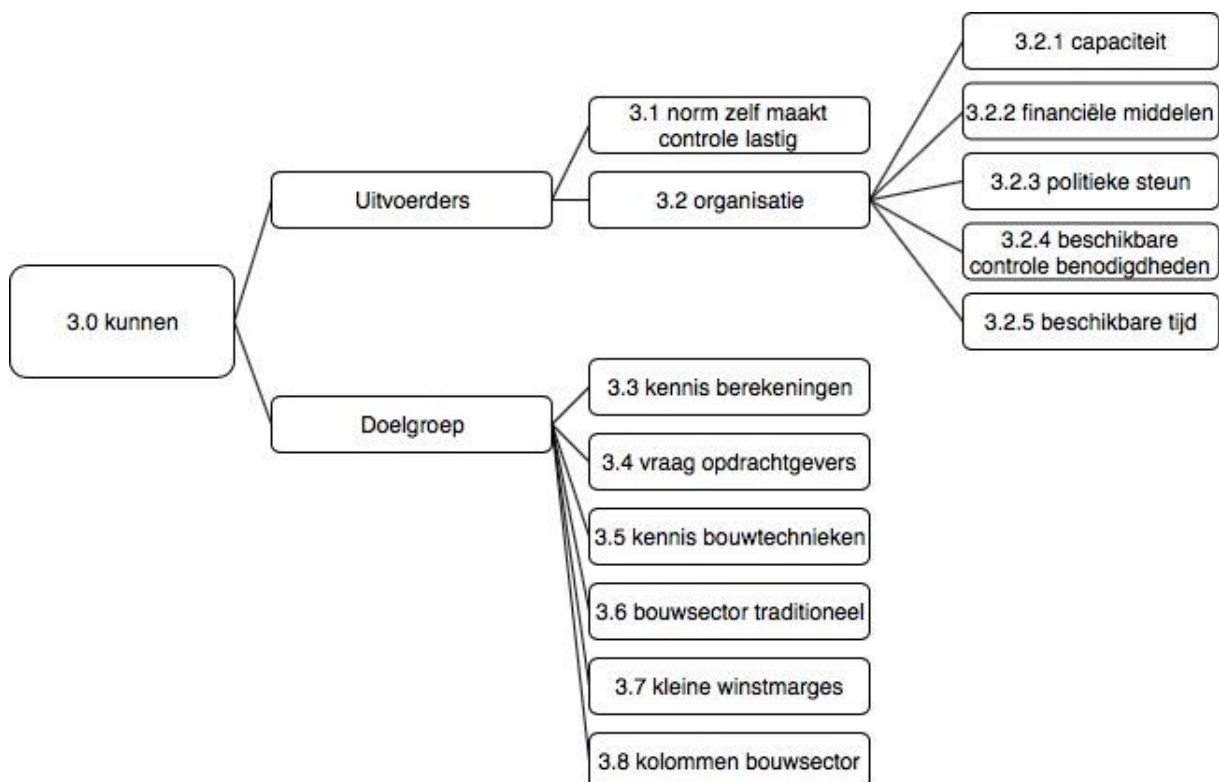 3.0 kunnen
Uitvoerders
3.1 norm zelf maakt
controle lastig
3.2 organisatie
3.2.1 capaciteit
3.2.2 financiële middelen
3.2.3 politieke steun
3.2.4 beschikbare
controle benodigdheden
3.2.5 beschikbare tijd
Doelgroep
3.3 kennis berekeningen
3.4 vraag opdrachtgevers
3.5 kennis bouwtechnieken
3.6 bouwsector traditioneel
3.7 kleine winstmarges
3.8 kolommen bouwsector